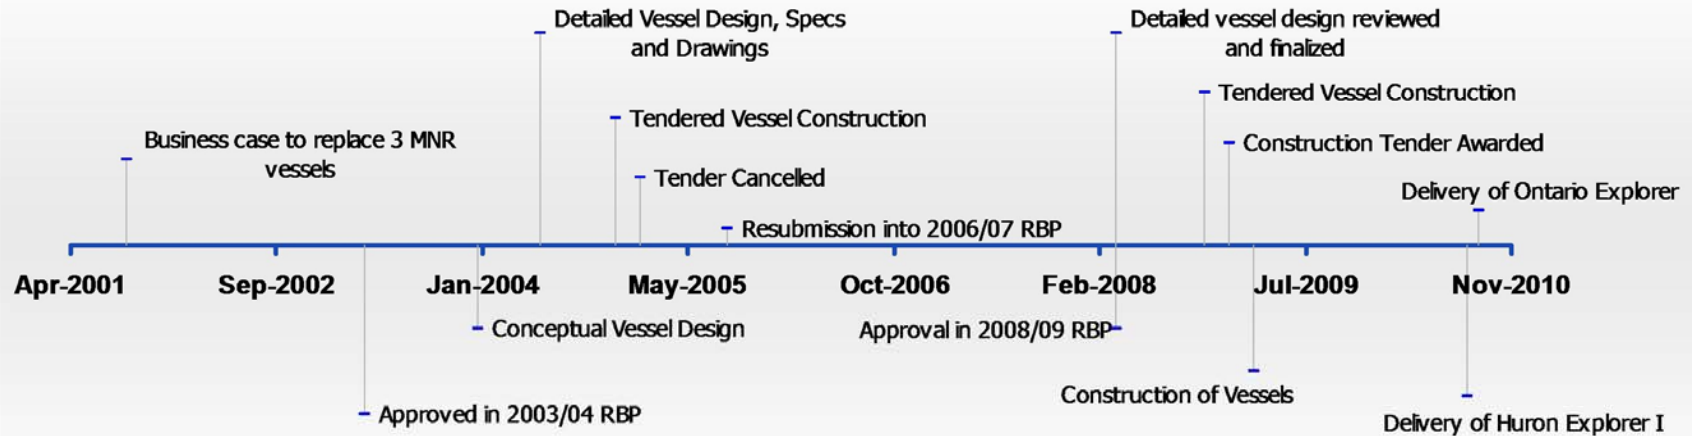 Detailed Vessel Design, Specs
and Drawings
Detailed vessel design reviewed
and finalized
Tendered Vessel Construction
Tendered Vessel Construction
Business case to replace 3 MNR
vessels
Construction Tender Awarded
Tender Cancelled
Delivery of Ontario Explorer
Resubmission into 2006/07 RBP
Apr-2001
Sep-2002
Jan-2004
May-2005
Oct-2006
Feb-2008
Jul-2009
Nov-2010
Conceptual Vessel Design
Approval in 2008/09 RBP
Construction of Vessels
Approved in 2003/04 RBP
Delivery of Huron Explorer I